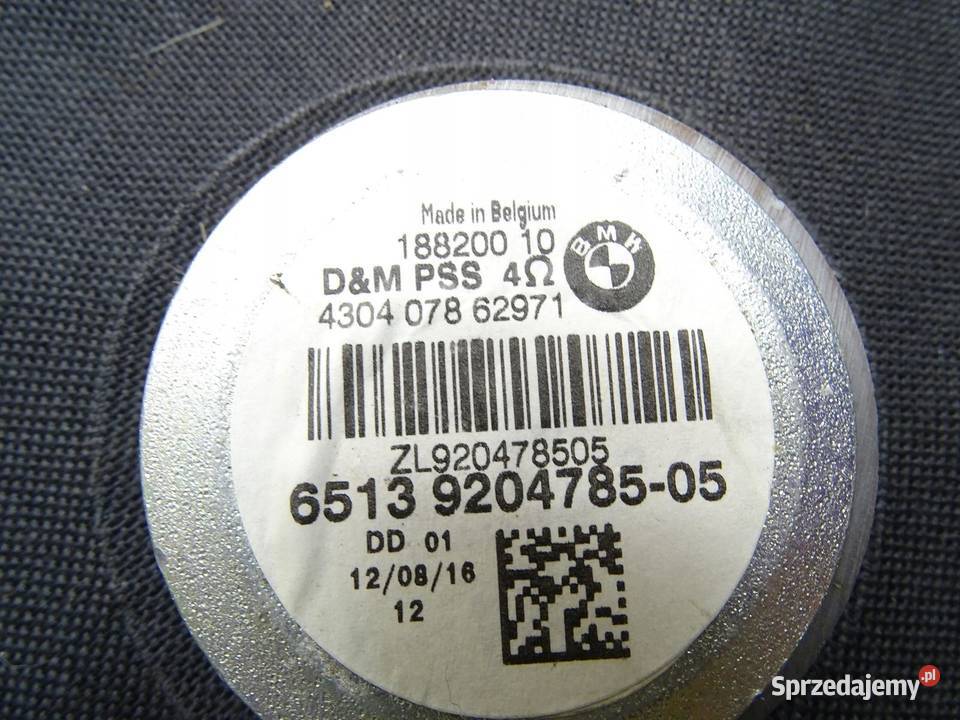 Made in Belgium
188200 10
BMW
D&M PSS 4Ω
4304 078 62971
ZL920478505
6513 9204785-05
DD 01
12/08/16
12
Sprzedajemy.pl